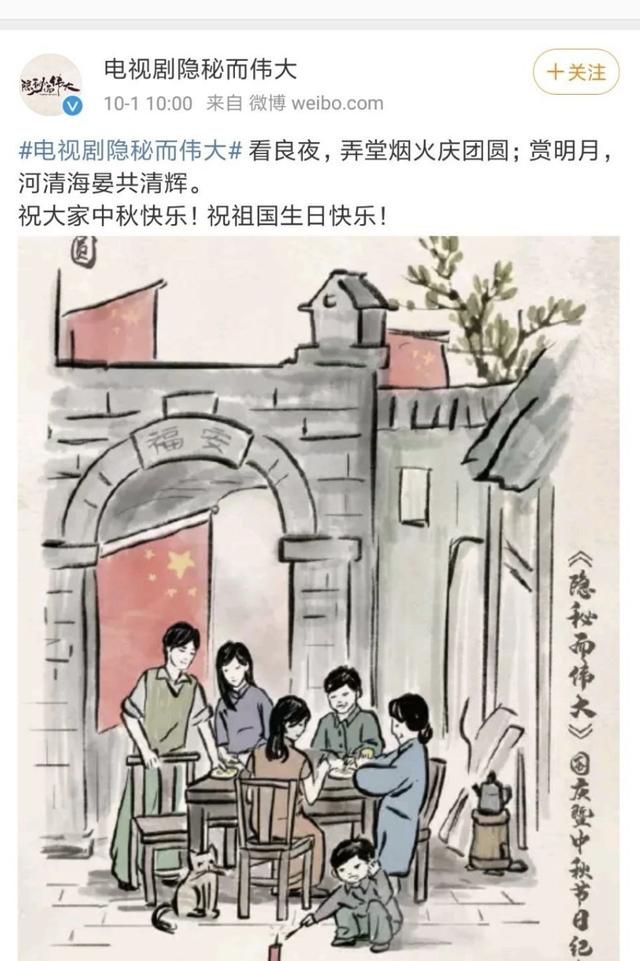 电视剧隐秘而伟大
10-1 10:00 来自 微博 weibo.com
+关注
#电视剧隐秘而伟大# 看良夜，弄堂烟火庆团圆；赏明月，
河清海晏共清辉。
祝大家中秋快乐！祝祖国生日快乐！
圆
福安
《隐秘而伟大》国庆暨中秋节日纪
隐秘而伟大